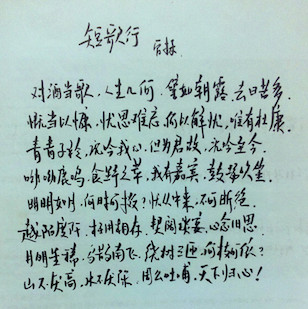 短歌行
曹操
对酒当歌，人生几何，譬如朝露，去日苦多，
慨当以慷，忧思难忘，何以解忧，唯有杜康，
青青子衿，悠悠我心，但为君故，沉吟至今，
呦呦鹿鸣，食野之苹，我有嘉宾，鼓瑟吹笙，
明明如月，何时可掇？忧从中来，不可断绝，
越陌度阡，枉用相存，契阔谈宴，心念旧恩，
月明星稀，乌鹊南飞，绕树三匝，何枝可依？
山不厌高，水不厌深，周公吐哺，天下归心！